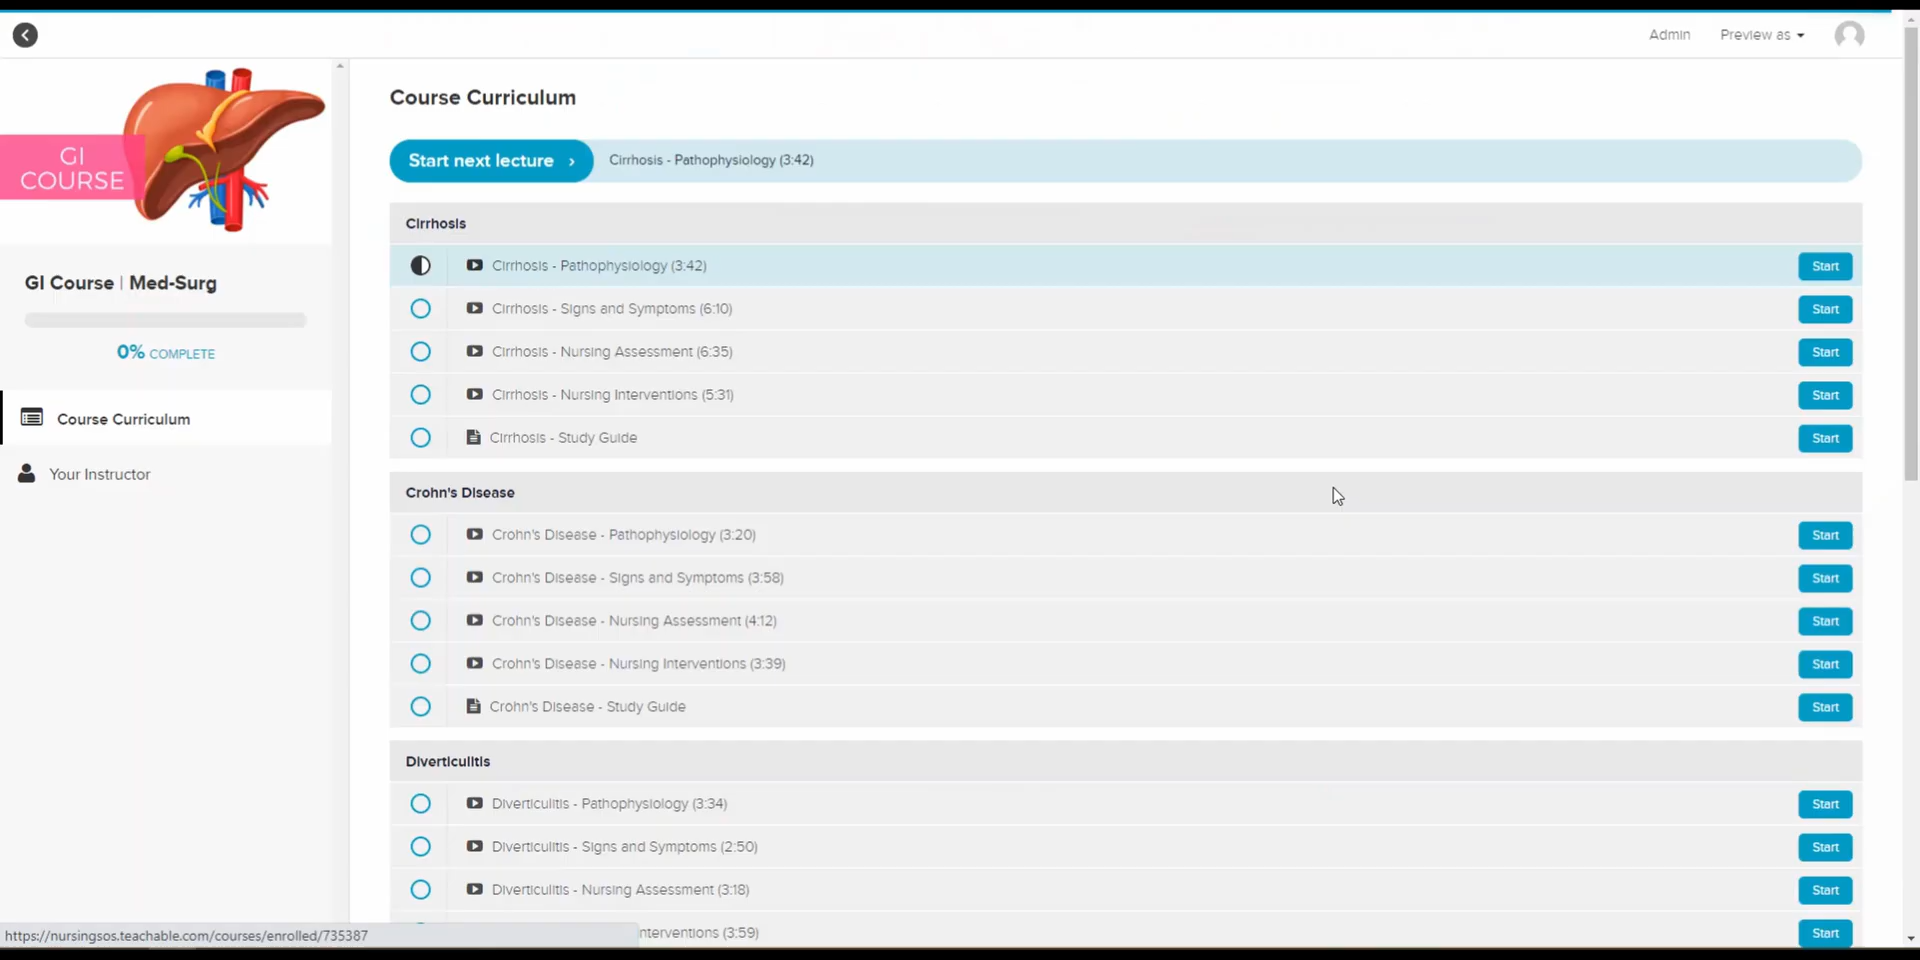 Admin
Preview as
GI
COURSE
GI Course | Med-Surg
0% COMPLETE
Course Curriculum
Your Instructor
Course Curriculum
Start next lecture ›
Cirrhosis - Pathophysiology (3:42)
Cirrhosis
Cirrhosis - Pathophysiology (3:42)
Start
Cirrhosis - Signs and Symptoms (6:10)
Start
Cirrhosis - Nursing Assessment (6:35)
Start
Cirrhosis - Nursing Interventions (5:31)
Start
Cirrhosis - Study Guide
Start
Crohn's Disease
Crohn's Disease - Pathophysiology (3:20)
Start
Crohn's Disease - Signs and Symptoms (3:58)
Start
Crohn's Disease - Nursing Assessment (4:12)
Start
Crohn's Disease - Nursing Interventions (3:39)
Start
Crohn's Disease - Study Guide
Start
Diverticulitis
Diverticulitis - Pathophysiology (3:34)
Start
Diverticulitis - Signs and Symptoms (2:50)
Start
Diverticulitis - Nursing Assessment (3:18)
Start
nterventions (3:59)
Start
https://nursingsos.teachable.com/courses/enrolled/735387